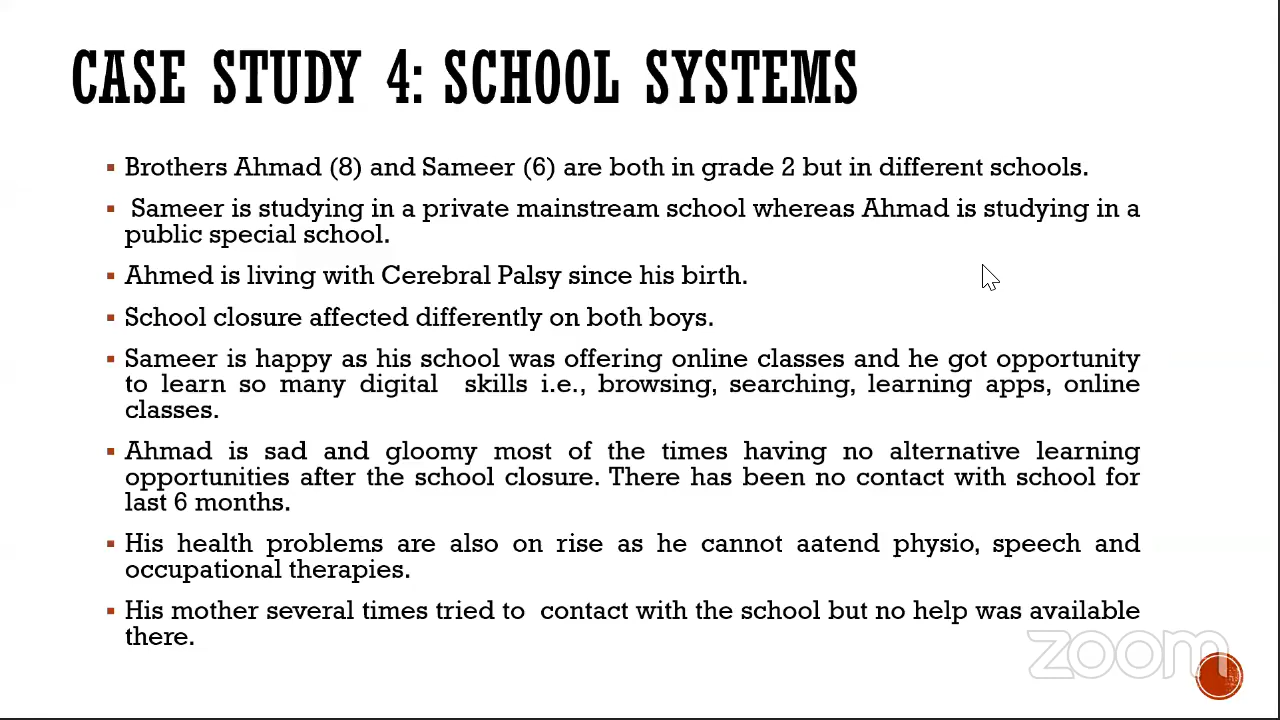 CASE STUDY 4: SCHOOL SYSTEMS
▪ Brothers Ahmad (8) and Sameer (6) are both in grade 2 but in different schools.
▪ Sameer is studying in a private mainstream school whereas Ahmad is studying in a
public special school.
▪ Ahmed is living with Cerebral Palsy since his birth.
▪ School closure affected differently on both boys.
▪ Sameer is happy as his school was offering online classes and he got opportunity
to learn so many digital skills i.e., browsing, searching, learning apps, online
classes.
▪ Ahmad is sad and gloomy most of the times having no alternative learning
opportunities after the school closure. There has been no contact with school for
last 6 months.
▪ His health problems are also on rise as he cannot aatend physio, speech and
occupational therapies.
▪ His mother several times tried to contact with the school but no help was available
there.
zoom